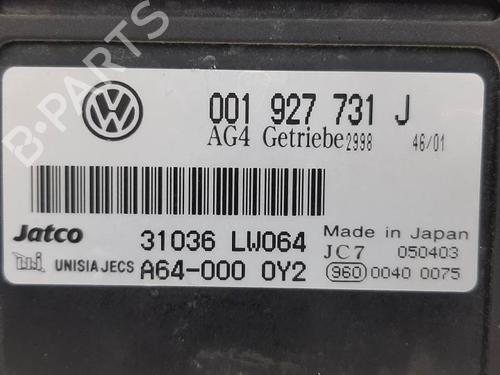 001 927 731 J
AG4 Getriebe 2998 46/01
Jatco 31036 LW064 Made in Japan
JC7 050403
UNISIA JECS A64-000 0Y2 960 0040 0075
B-PARTS